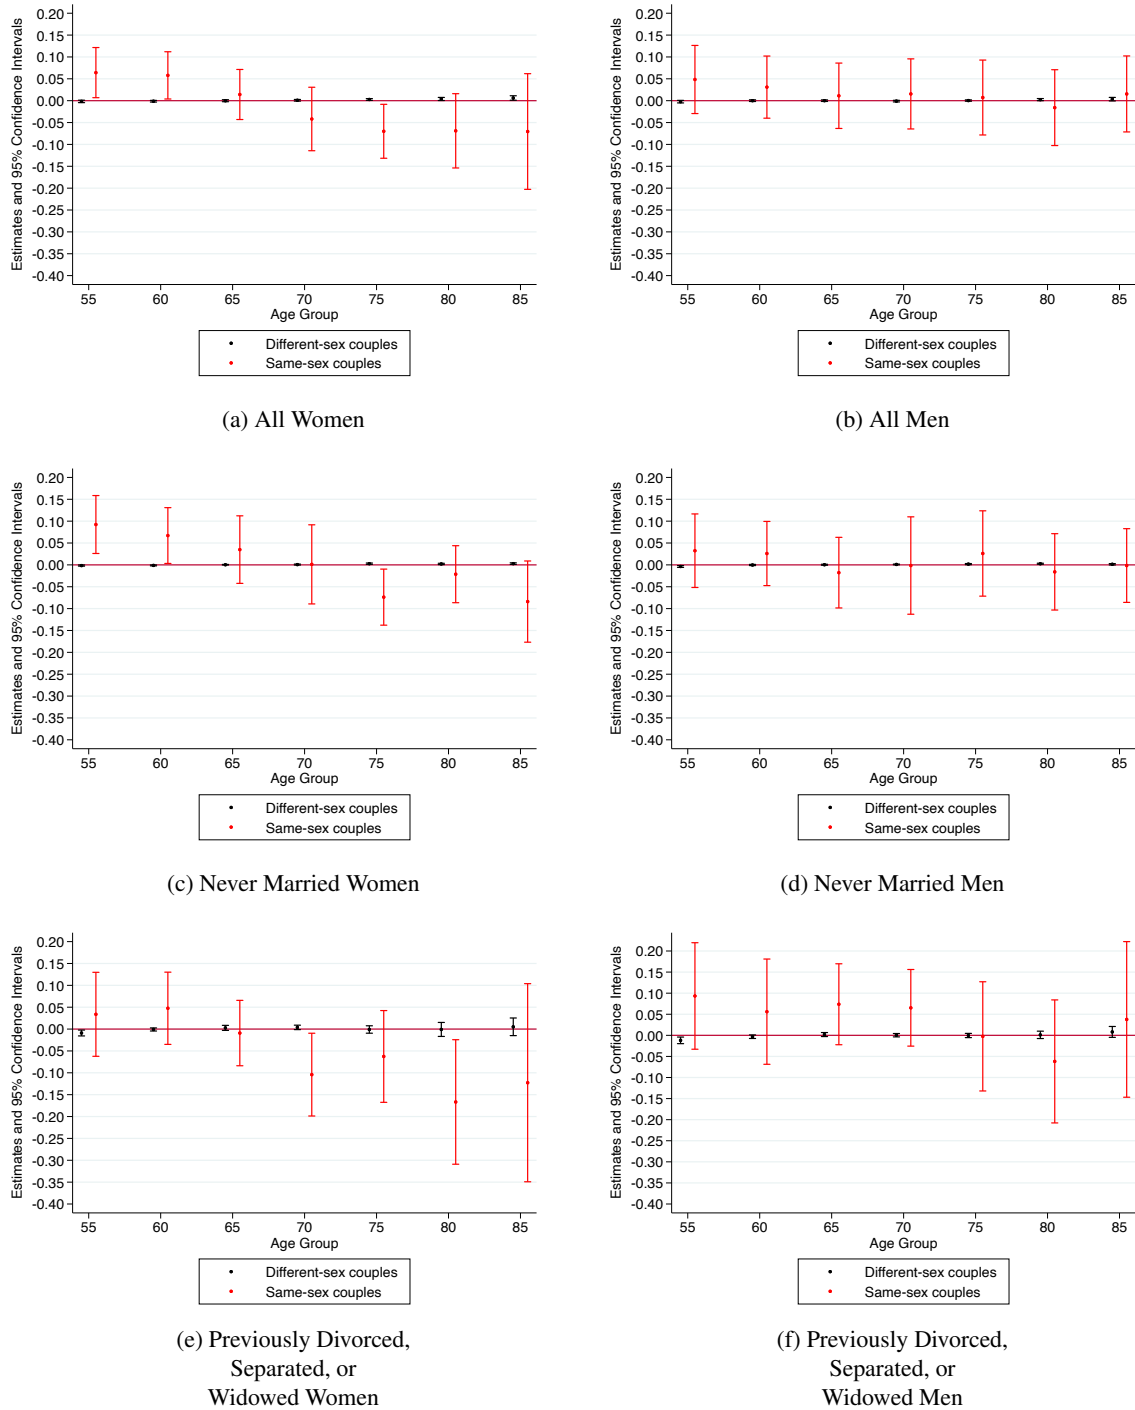 Estimates and 95% Confidence Intervals
0.20
0.15
0.10
0.05
0.00
-0.05
-0.10
-0.15
-0.20
-0.25
-0.30
-0.35
-0.40
55 60 65 70 75 80 85
Age Group
Different-sex couples
Same-sex couples
(a) All Women
Estimates and 95% Confidence Intervals
0.20
0.15
0.10
0.05
0.00
-0.05
-0.10
-0.15
-0.20
-0.25
-0.30
-0.35
-0.40
55 60 65 70 75 80 85
Age Group
Different-sex couples
Same-sex couples
(b) All Men
Estimates and 95% Confidence Intervals
0.20
0.15
0.10
0.05
0.00
-0.05
-0.10
-0.15
-0.20
-0.25
-0.30
-0.35
-0.40
55 60 65 70 75 80 85
Age Group
Different-sex couples
Same-sex couples
(c) Never Married Women
Estimates and 95% Confidence Intervals
0.20
0.15
0.10
0.05
0.00
-0.05
-0.10
-0.15
-0.20
-0.25
-0.30
-0.35
-0.40
55 60 65 70 75 80 85
Age Group
Different-sex couples
Same-sex couples
(d) Never Married Men
Estimates and 95% Confidence Intervals
0.20
0.15
0.10
0.05
0.00
-0.05
-0.10
-0.15
-0.20
-0.25
-0.30
-0.35
-0.40
55 60 65 70 75 80 85
Age Group
Different-sex couples
Same-sex couples
(e) Previously Divorced,
Separated, or
Widowed Women
Estimates and 95% Confidence Intervals
0.20
0.15
0.10
0.05
0.00
-0.05
-0.10
-0.15
-0.20
-0.25
-0.30
-0.35
-0.40
55 60 65 70 75 80 85
Age Group
Different-sex couples
Same-sex couples
(f) Previously Divorced,
Separated, or
Widowed Men